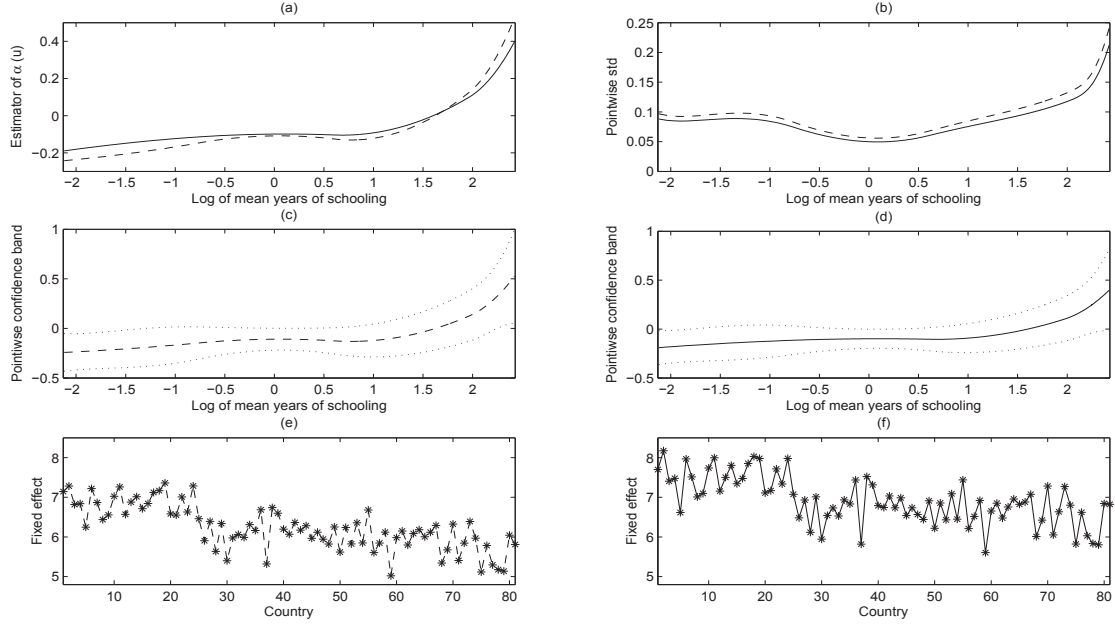 (a)
Estimator of α (u)
0.4
0.2
0
−0.2
−2 −1.5 −1 −0.5 0 0.5 1 1.5 2
Log of mean years of schooling
(b)
Pointwise std
0.25
0.2
0.15
0.1
0.05
0
−2 −1.5 −1 −0.5 0 0.5 1 1.5 2
Log of mean years of schooling
(c)
Pointiwse confidence band
1
0.5
0
−0.5
−2 −1.5 −1 −0.5 0 0.5 1 1.5 2
Log of mean years of schooling
(d)
Pointiwse confidence band
1
0.5
0
−0.5
−2 −1.5 −1 −0.5 0 0.5 1 1.5 2
Log of mean years of schooling
(e)
Fixed effect
8
7
6
5
10 20 30 40 50 60 70 80
Country
(f)
Fixed effect
8
7
6
5
10 20 30 40 50 60 70 80
Country